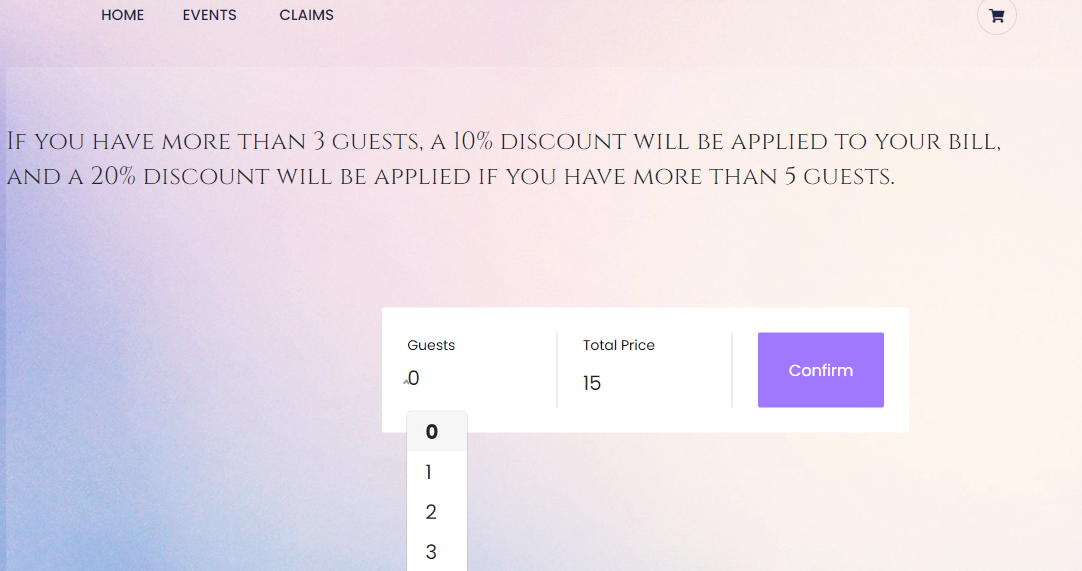 HOME EVENTS CLAIMS
If you have more than 3 guests, a 10% discount will be applied to your bill,
and a 20% discount will be applied if you have more than 5 guests.
Guests Total Price
0 15 Confirm
0
1
2
3